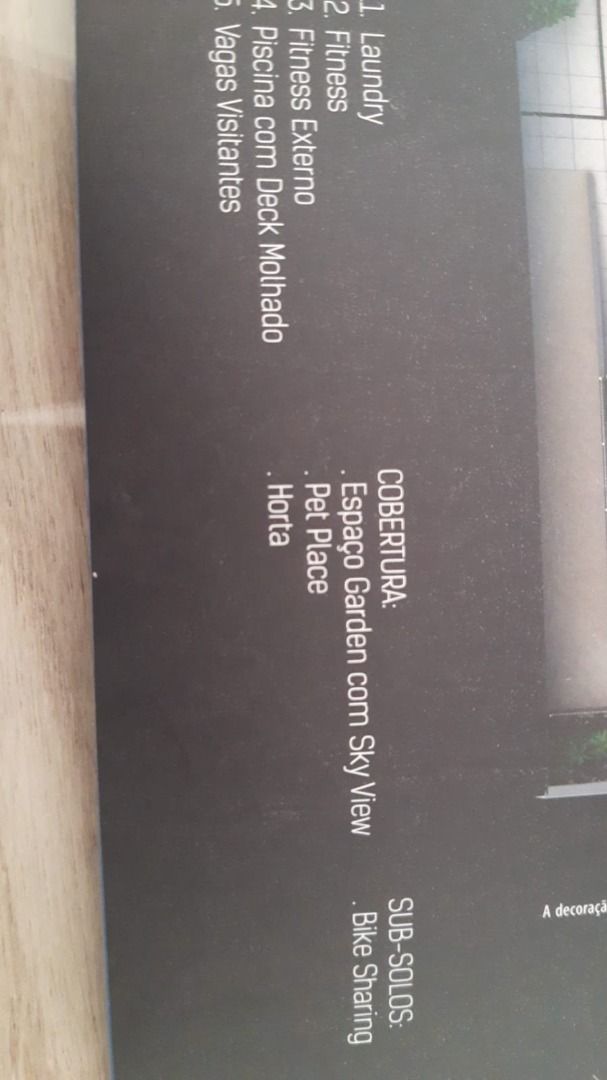 1. Laundry
2. Fitness
3. Fitness Externo
4. Piscina com Deck Molhado
5. Vagas Visitantes
COBERTURA:
. Espaço Garden com Sky View
. Pet Place
. Horta
SUB-SOLOS:
. Bike Sharing
A decoraçã